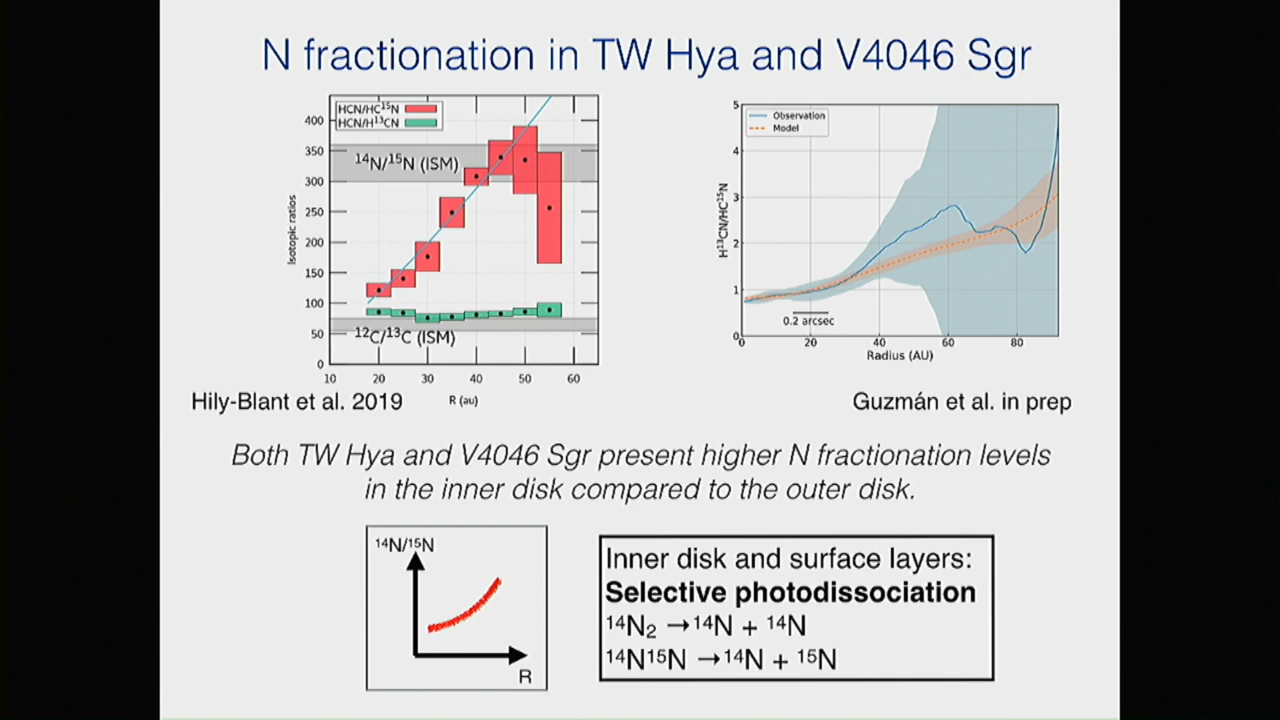 N fractionation in TW Hya and V4046 Sgr
HCN/HC¹⁵N
HCN/H¹³CN
¹⁴N/¹⁵N (ISM)
¹²C/¹³C (ISM)
Isotopic ratios
400
350
300
250
200
150
100
50
0
10 20 30 40 50 60
R (au)
Hily-Blant et al. 2019
Observation
Model
H¹³CN/HC¹⁵N
5
4
3
2
1
0
0.2 arcsec
0 20 40 60 80
Radius (AU)
Guzmán et al. in prep
Both TW Hya and V4046 Sgr present higher N fractionation levels
in the inner disk compared to the outer disk.
¹⁴N/¹⁵N
R
Inner disk and surface layers:
Selective photodissociation
¹⁴N₂ →¹⁴N + ¹⁴N
¹⁴N¹⁵N →¹⁴N + ¹⁵N